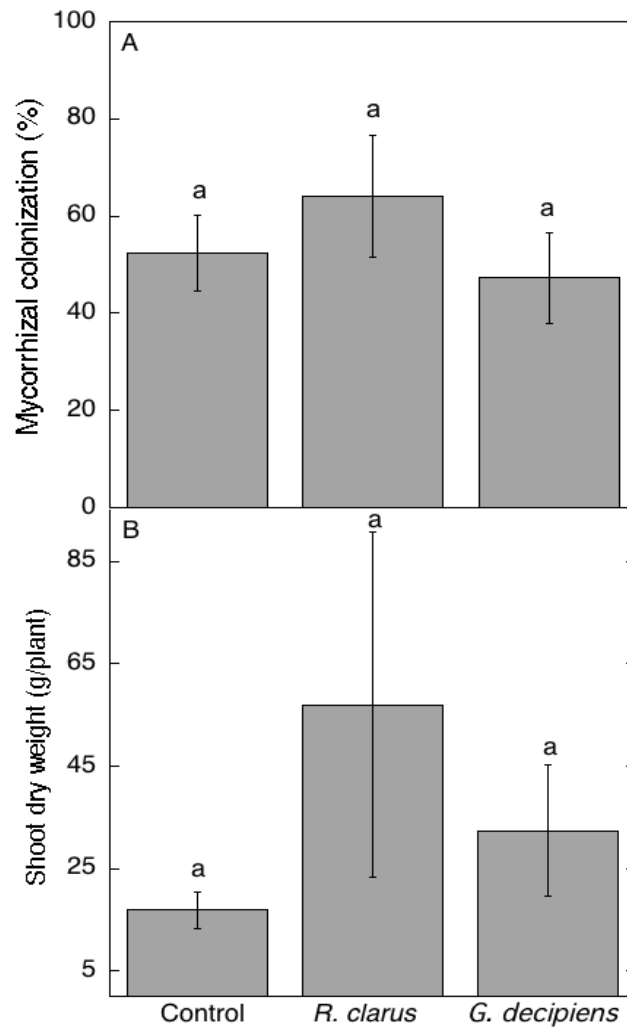 A
Mycorrhizal colonization (%)
100
80
60
40
20
0
a
a
a
B
Shoot dry weight (g/plant)
85
65
45
25
5
a
a
a
Control
R. clarus
G. decipiens